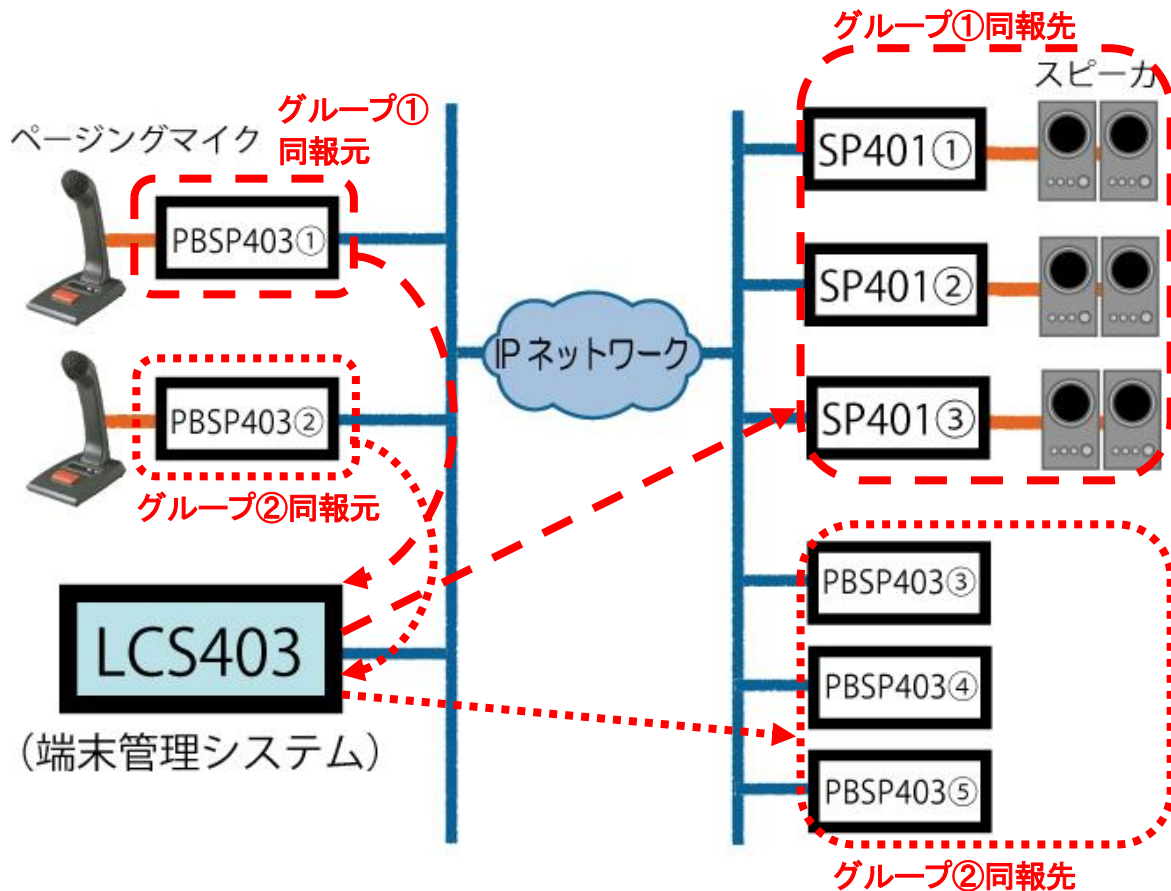 グループ①同報先
スピーカ
グループ①
同報元
ページングマイク
SP401①
PBSP403①
SP401②
IPネットワーク
PBSP403②
SP401③
グループ②同報元
PBSP403③
LCS403
PBSP403④
(端末管理システム)
PBSP403⑤
グループ②同報先